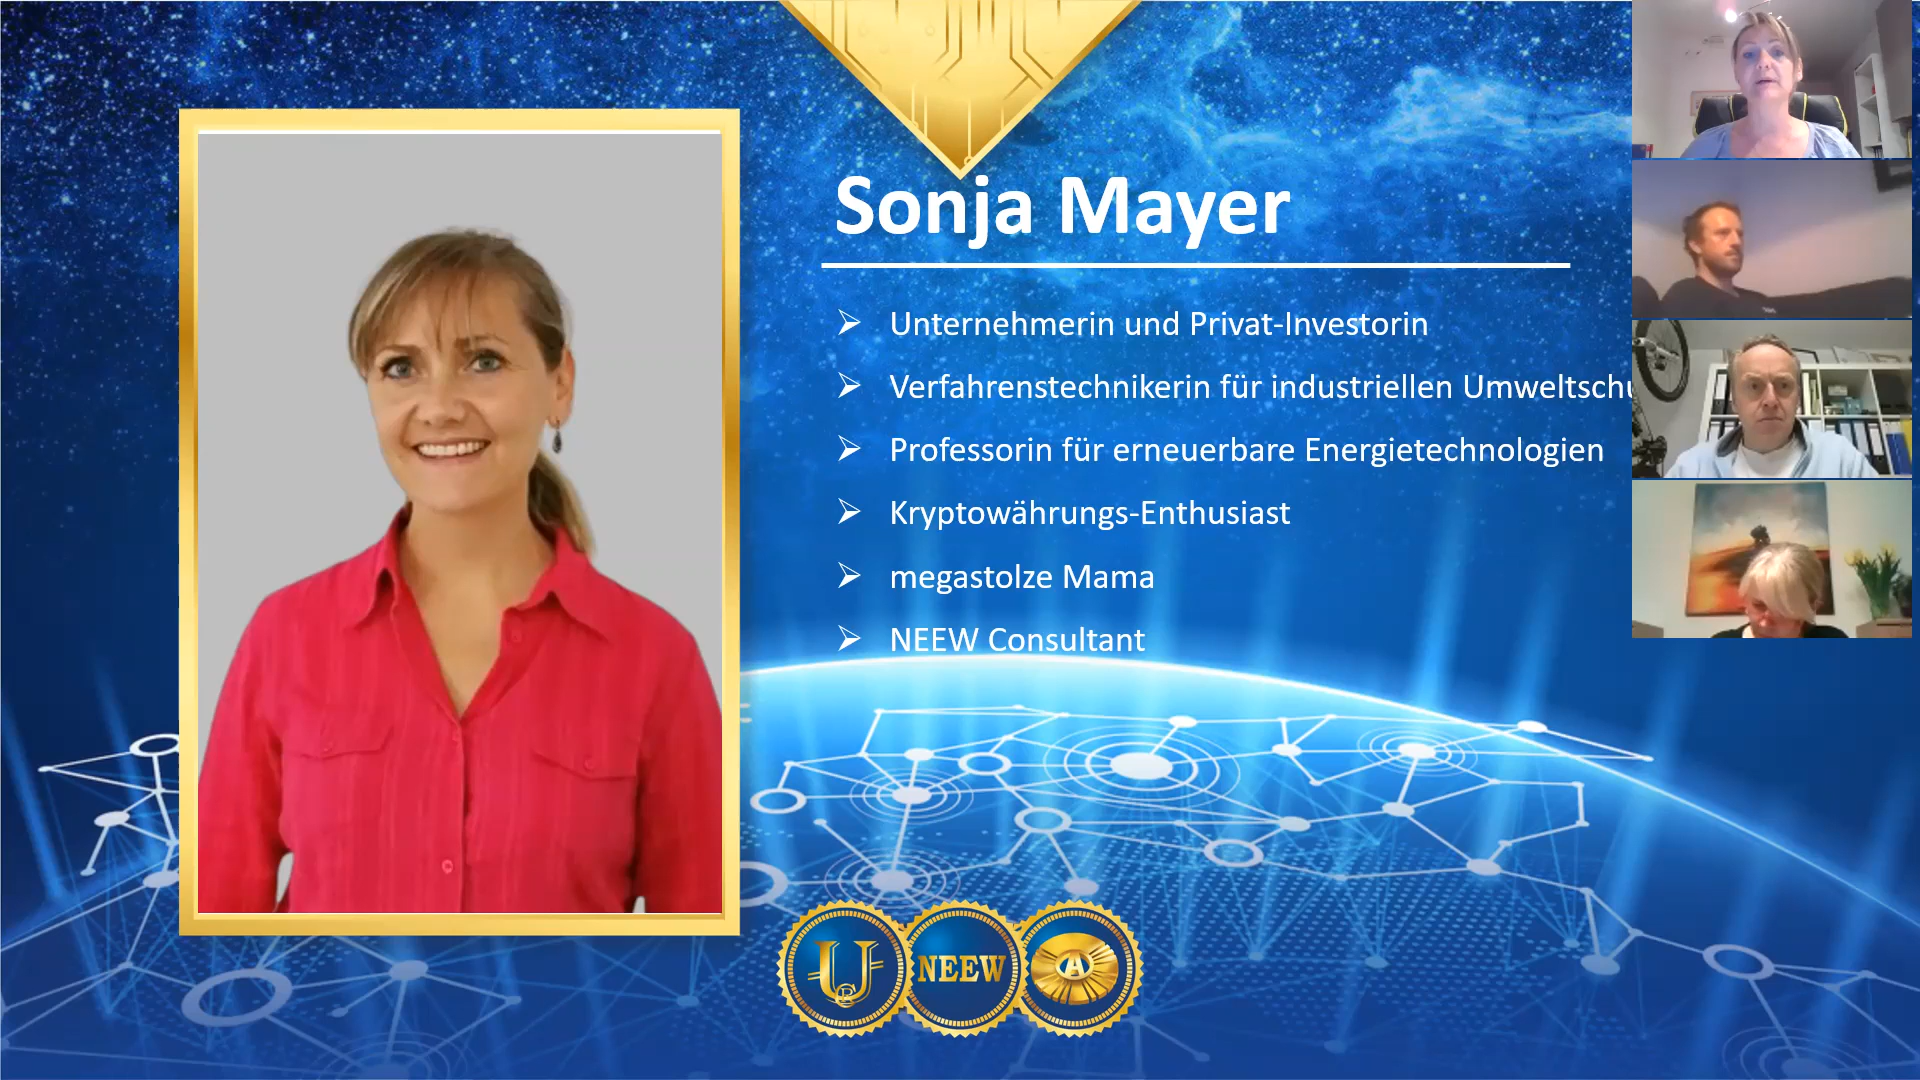 Sonja Mayer
Unternehmerin und Privat-Investorin
Verfahrenstechnikerin für industriellen Umweltschu
Professorin für erneuerbare Energietechnologien
Kryptowährungs-Enthusiast
megastolze Mama
NEEW Consultant
NEEW
A